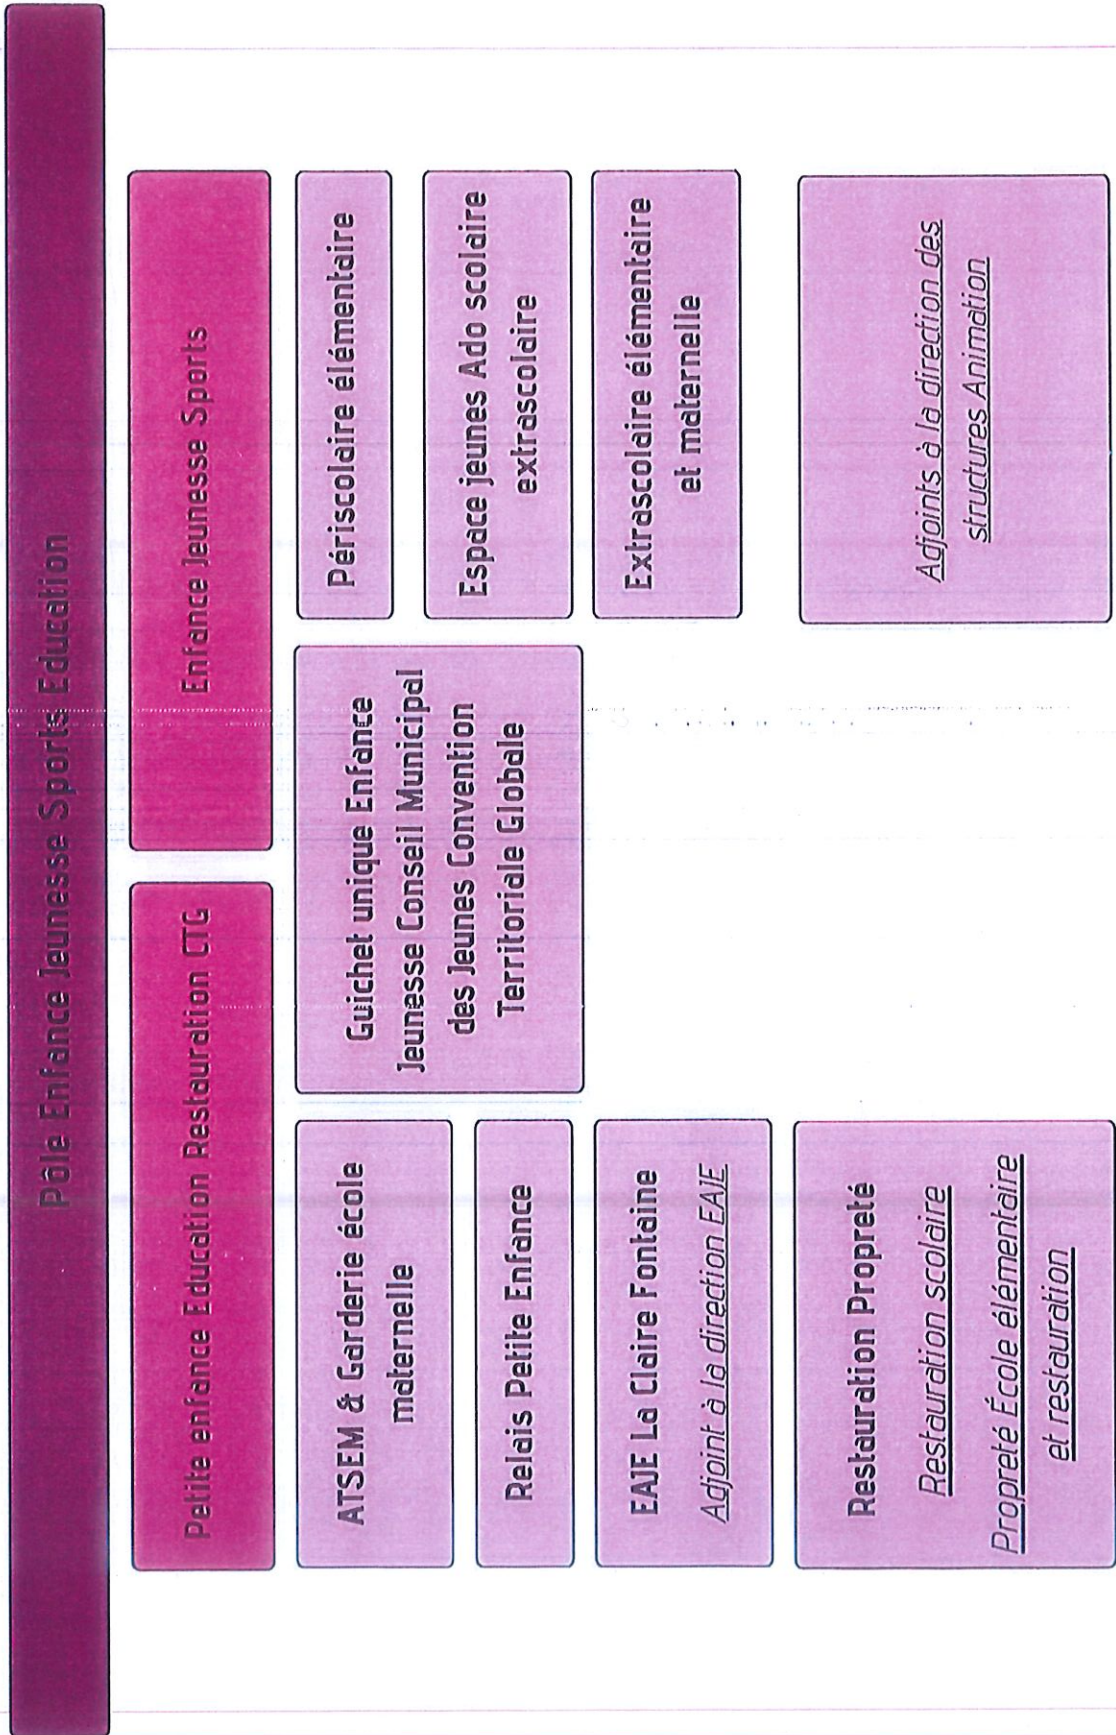 Pôle Enfance Jeunesse Sports Education
Petite enfance Education Restauration CTG
Enfance Jeunesse Sports
ATSEM & Garderie école
maternelle
Relais Petite Enfance
EAJE La Claire Fontaine
Adjoint à la direction EAJE
Restauration Propreté
Restauration scolaire
Propreté École élémentaire
et restauration
Guichet unique Enfance
Jeunesse Conseil Municipal
des Jeunes Convention
Territoriale Globale
Périscolaire élémentaire
Espace jeunes Ado scolaire
extrascolaire
Extrascolaire élémentaire
et maternelle
Adjoints à la direction des
structures Animation